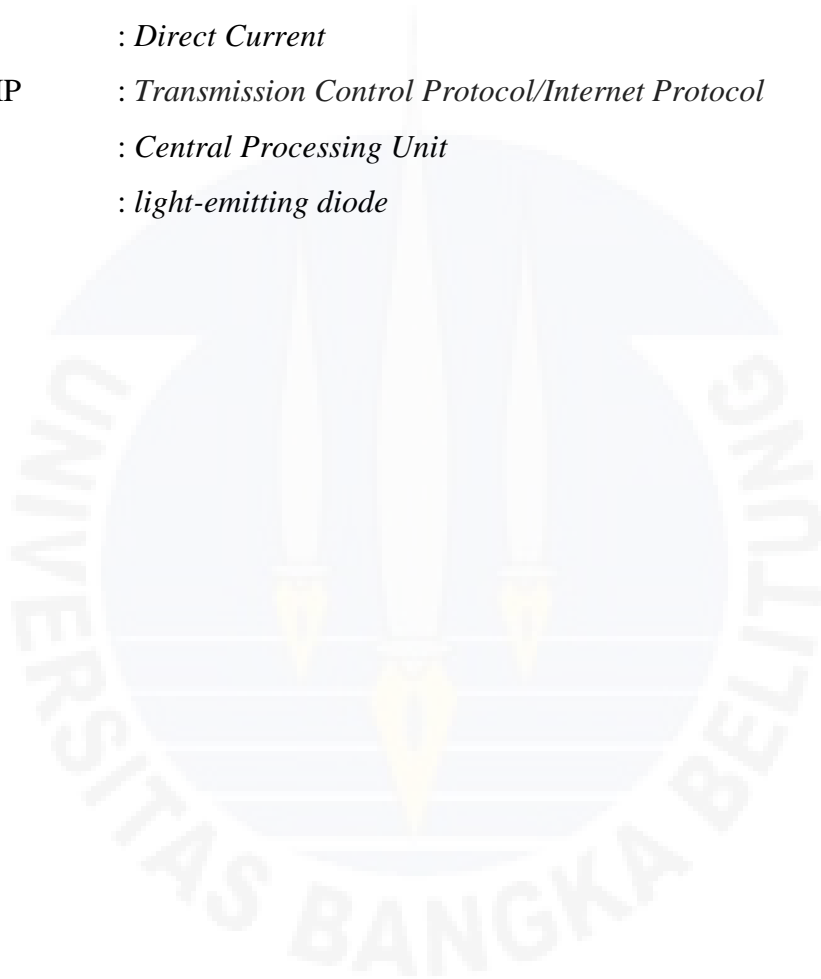 : Direct Current
IP : Transmission Control Protocol/Internet Protocol
: Central Processing Unit
: light-emitting diode
UNIVERSITAS BANGKA BELITUNG